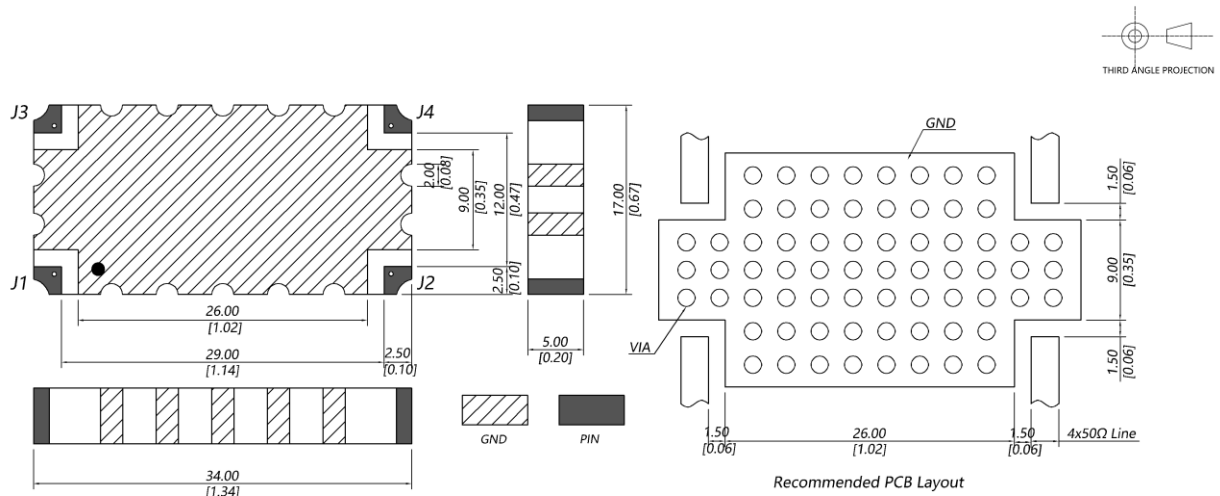 THIRD ANGLE PROJECTION
J3
J4
J1
J2
2.00
[0.08]
9.00
[0.35]
12.00
[0.47]
2.50
[0.10]
17.00
[0.67]
26.00
[1.02]
29.00
[1.14]
2.50
[0.10]
5.00
[0.20]
34.00
[1.34]
GND
PIN
GND
VIA
1.50
[0.06]
9.00
[0.35]
1.50
[0.06]
1.50
[0.06]
26.00
[1.02]
1.50
[0.06]
4x50Ω Line
Recommended PCB Layout